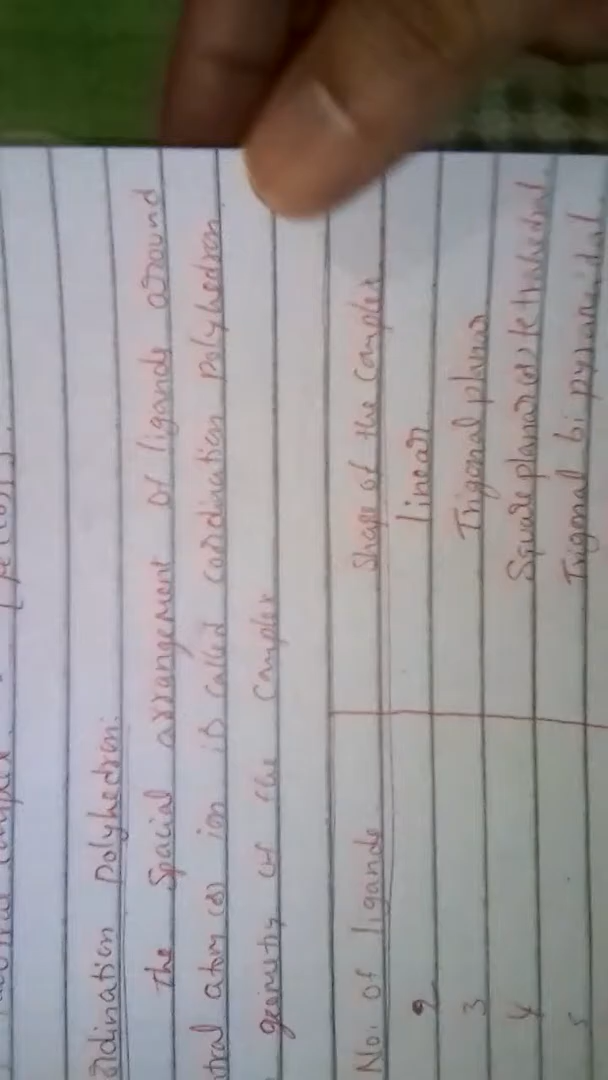 ordination polyhedron:
the Spacial arrangement of ligands around
tral atom (or) ion is called coordination polyhedron
geometry of the complex
No. of ligands Shape of the complex
2 linear
3 Trigonal planar
4 Square planar (or) tetrahedral
5 Trigonal bi pyramidal